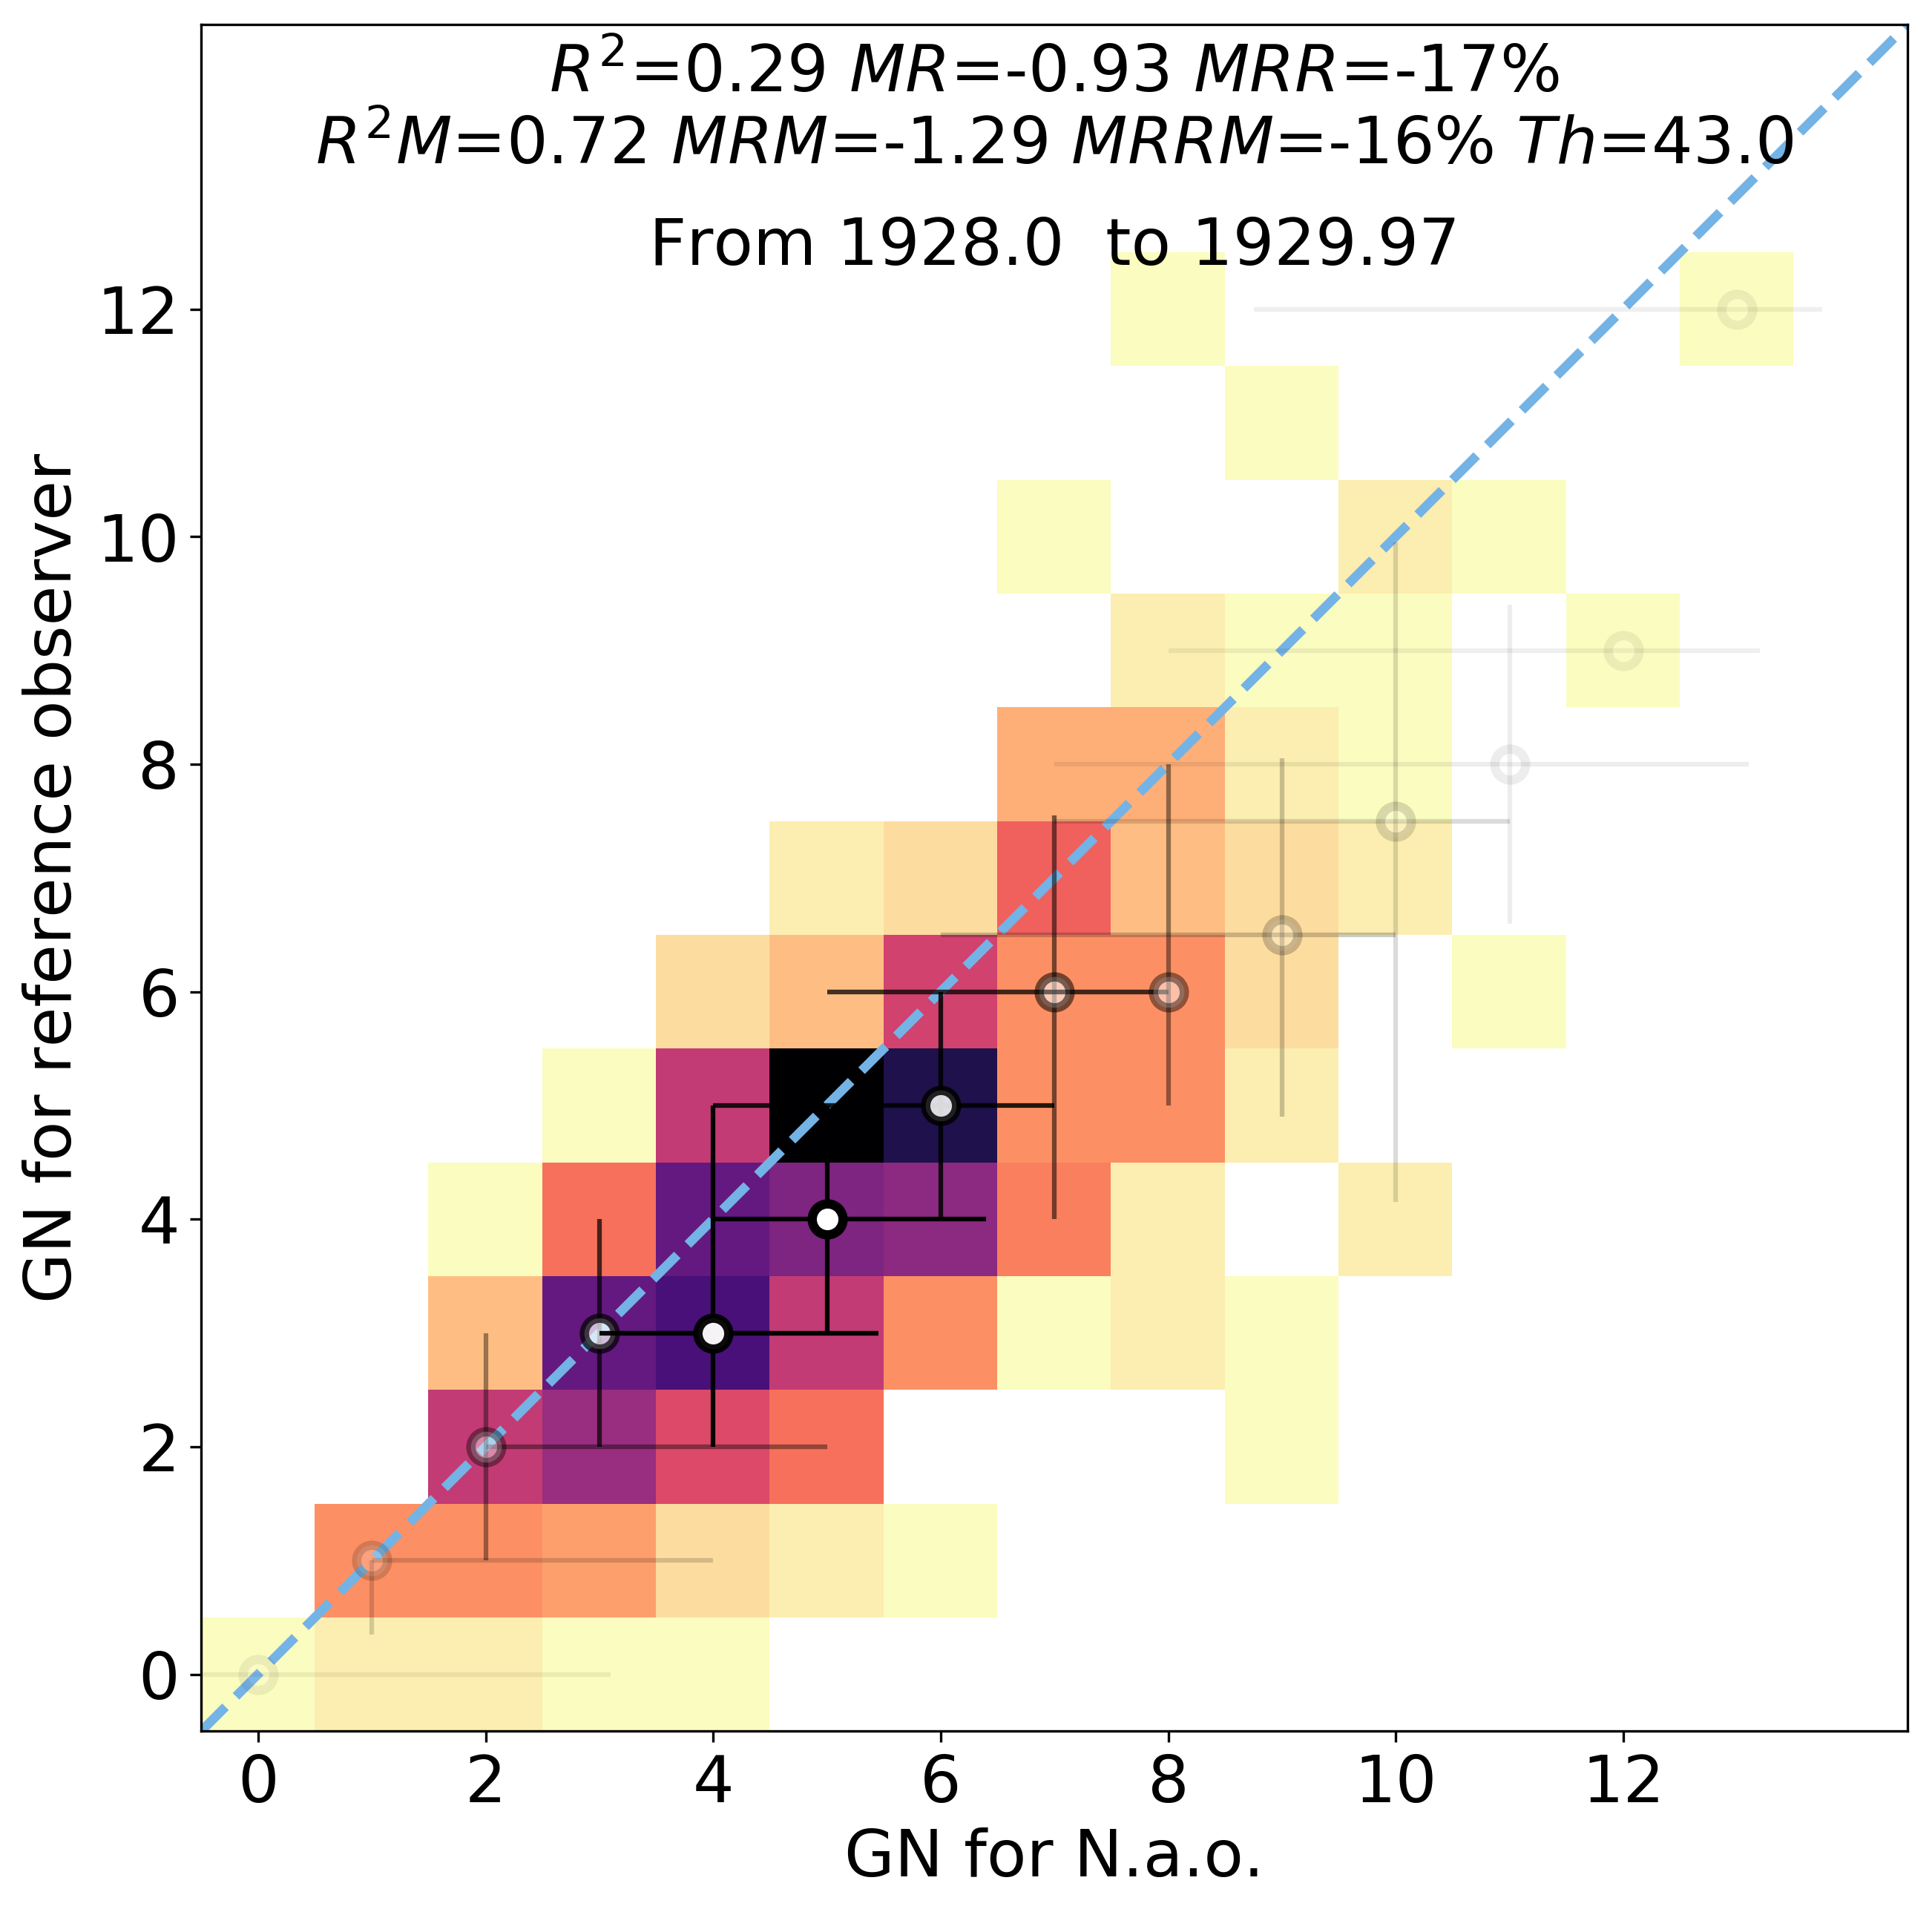 R²=0.29 MR=-0.93 MRR=-17%
R²M=0.72 MRM=-1.29 MRRM=-16% Th=43.0
From 1928.0 to 1929.97
GN for reference observer
12
10
8
6
4
2
0
0 2 4 6 8 10 12
GN for N.a.o.